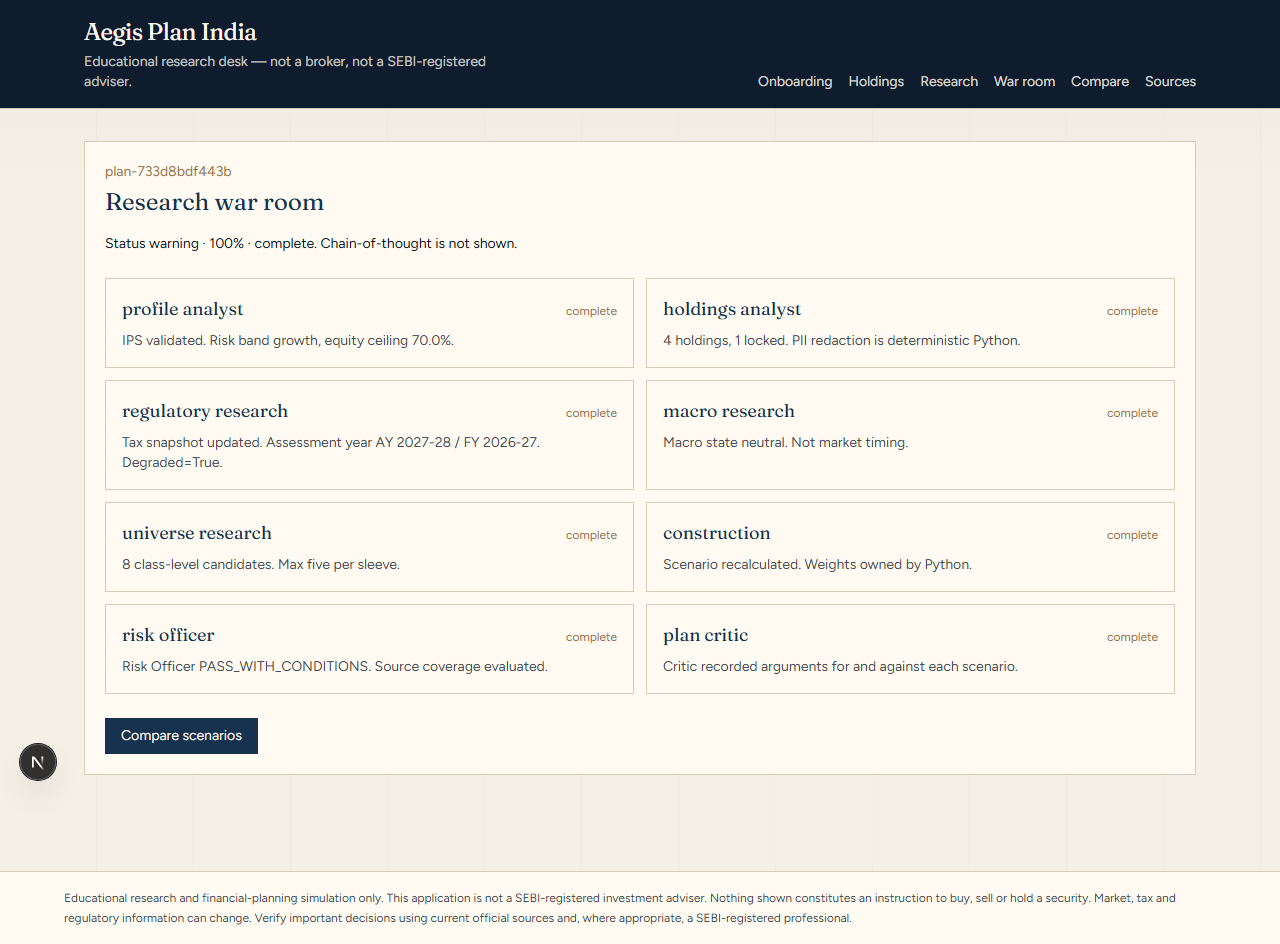 Aegis Plan India
Educational research desk — not a broker, not a SEBI-registered
adviser.
Onboarding Holdings Research War room Compare Sources
plan-733d8bdf443b
Research war room
Status warning · 100% · complete. Chain-of-thought is not shown.
profile analyst complete
IPS validated. Risk band growth, equity ceiling 70.0%.
holdings analyst complete
4 holdings, 1 locked. PII redaction is deterministic Python.
regulatory research complete
Tax snapshot updated. Assessment year AY 2027-28 / FY 2026-27.
Degraded=True.
macro research complete
Macro state neutral. Not market timing.
universe research complete
8 class-level candidates. Max five per sleeve.
construction complete
Scenario recalculated. Weights owned by Python.
risk officer complete
Risk Officer PASS_WITH_CONDITIONS. Source coverage evaluated.
plan critic complete
Critic recorded arguments for and against each scenario.
Compare scenarios
N
Educational research and financial-planning simulation only. This application is not a SEBI-registered investment adviser. Nothing shown constitutes an instruction to buy, sell or hold a security. Market, tax and
regulatory information can change. Verify important decisions using current official sources and, where appropriate, a SEBI-registered professional.